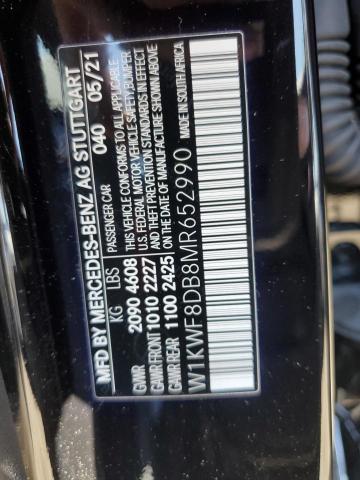 MFD BY MERCEDES-BENZ AG STUTTGART
PASSENGER CAR 040 05/21
KG LBS
GVWR 2090 4608
GAWR FRONT 1010 2227
GAWR REAR 1100 2425
THIS VEHICLE CONFORMS TO ALL APPLICABLE
U.S. FEDERAL MOTOR VEHICLE SAFETY, BUMPER,
AND THEFT PREVENTION STANDARDS IN EFFECT
ON THE DATE OF MANUFACTURE SHOWN ABOVE.
MADE IN SOUTH AFRICA
W1KWF8DB8MR652990